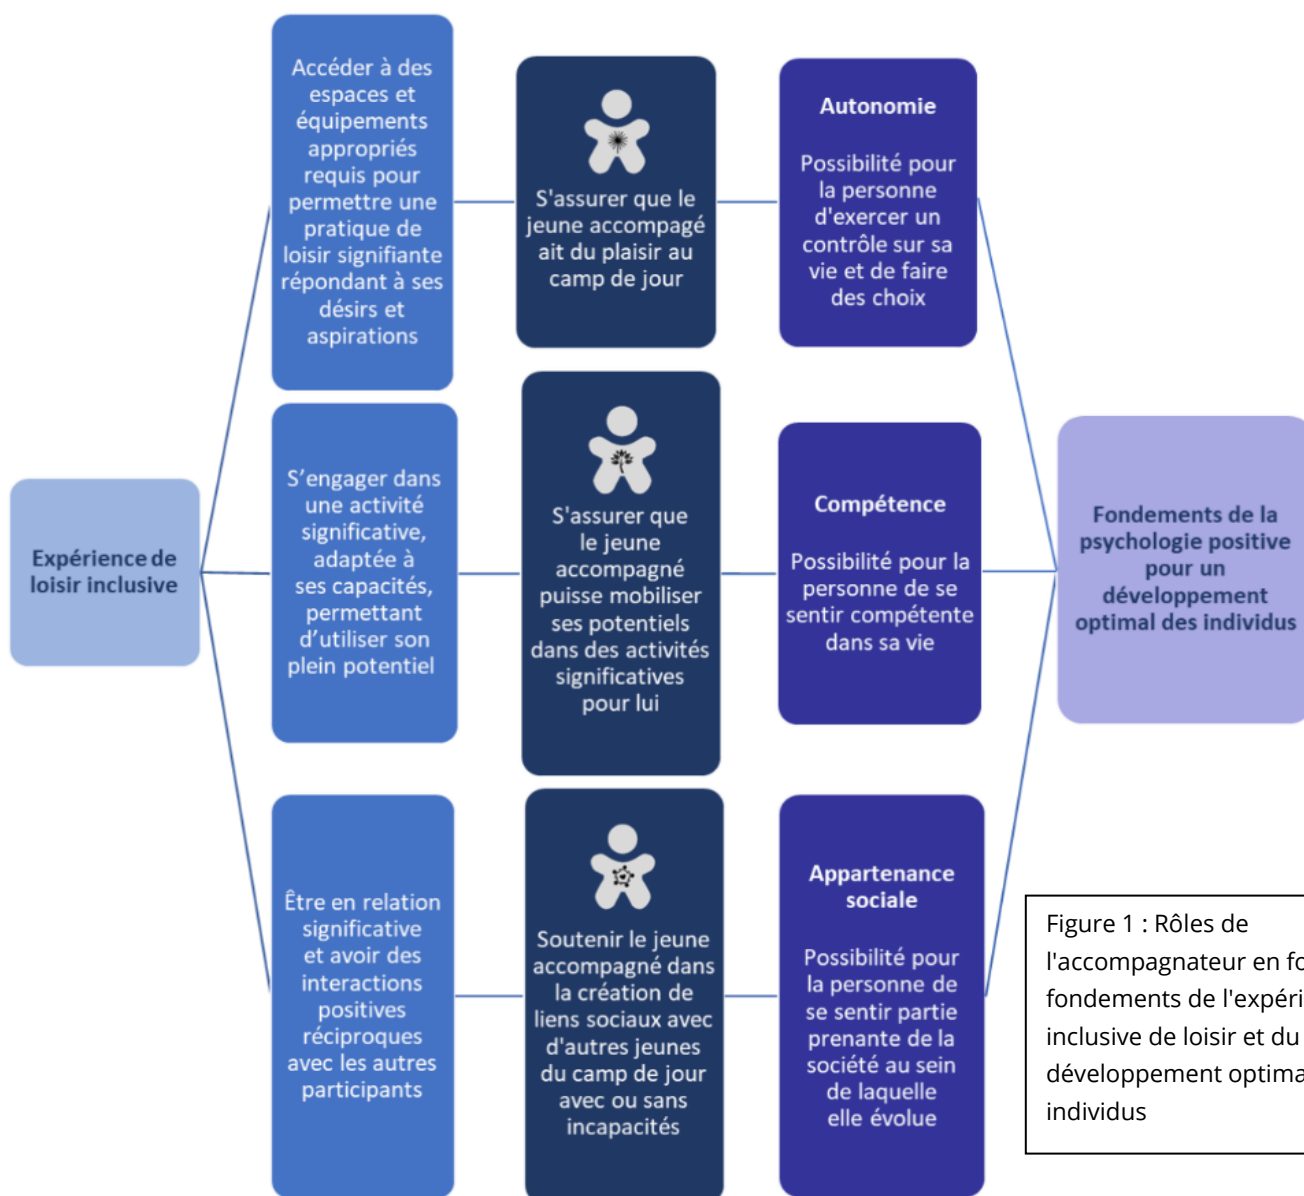 Expérience de
loisir inclusive
Accéder à des
espaces et
équipements
appropriés
requis pour
permettre une
pratique de
loisir signifiante
répondant à ses
désirs et
aspirations
S'assurer que le
jeune accompagé
ait du plaisir au
camp de jour
Autonomie
Possibilité pour
la personne
d'exercer un
contrôle sur sa
vie et de faire
des choix
S’engager dans
une activité
significative,
adaptée à
ses capacités,
permettant
d’utiliser son
plein potentiel
S'assurer que
le jeune
accompagné
puisse mobiliser
ses potentiels
dans des activités
significatives
pour lui
Compétence
Possibilité pour la
personne de se
sentir compétente
dans sa vie
Être en relation
significative
et avoir des
interactions
positives
réciproques
avec les autres
participants
Soutenir le jeune
accompagné dans
la création de
liens sociaux avec
d'autres jeunes
du camp de jour
avec ou sans
incapacités
Appartenance
sociale
Possibilité pour
la personne de
se sentir partie
prenante de la
société au sein
de laquelle
elle évolue
Fondements de la
psychologie positive
pour un
développement
optimal des individus
Figure 1 : Rôles de
l'accompagnateur en
fondements de
inclusive de loisir et du
développement
individus